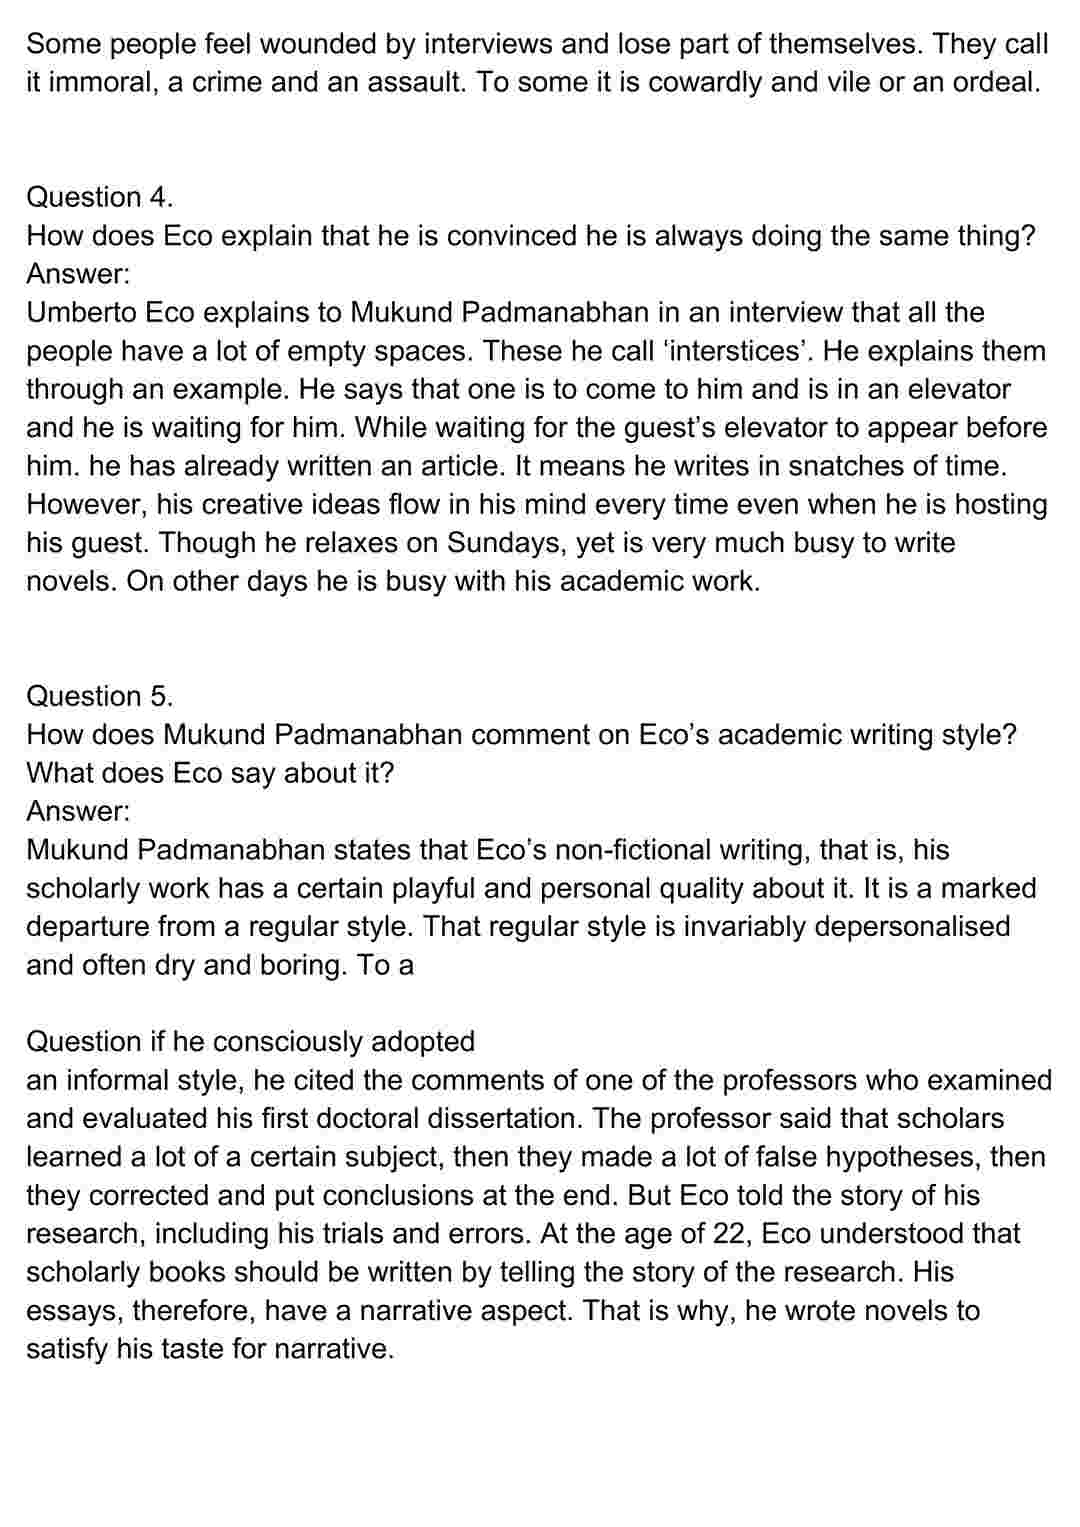 Some people feel wounded by interviews and lose part of themselves. They call
it immoral, a crime and an assault. To some it is cowardly and vile or an ordeal.
Question 4.
How does Eco explain that he is convinced he is always doing the same thing?
Answer:
Umberto Eco explains to Mukund Padmanabhan in an interview that all the
people have a lot of empty spaces. These he call ‘interstices’. He explains them
through an example. He says that one is to come to him and is in an elevator
and he is waiting for him. While waiting for the guest’s elevator to appear before
him. he has already written an article. It means he writes in snatches of time.
However, his creative ideas flow in his mind every time even when he is hosting
his guest. Though he relaxes on Sundays, yet is very much busy to write
novels. On other days he is busy with his academic work.
Question 5.
How does Mukund Padmanabhan comment on Eco’s academic writing style?
What does Eco say about it?
Answer:
Mukund Padmanabhan states that Eco’s non-fictional writing, that is, his
scholarly work has a certain playful and personal quality about it. It is a marked
departure from a regular style. That regular style is invariably depersonalised
and often dry and boring. To a
Question if he consciously adopted
an informal style, he cited the comments of one of the professors who examined
and evaluated his first doctoral dissertation. The professor said that scholars
learned a lot of a certain subject, then they made a lot of false hypotheses, then
they corrected and put conclusions at the end. But Eco told the story of his
research, including his trials and errors. At the age of 22, Eco understood that
scholarly books should be written by telling the story of the research. His
essays, therefore, have a narrative aspect. That is why, he wrote novels to
satisfy his taste for narrative.